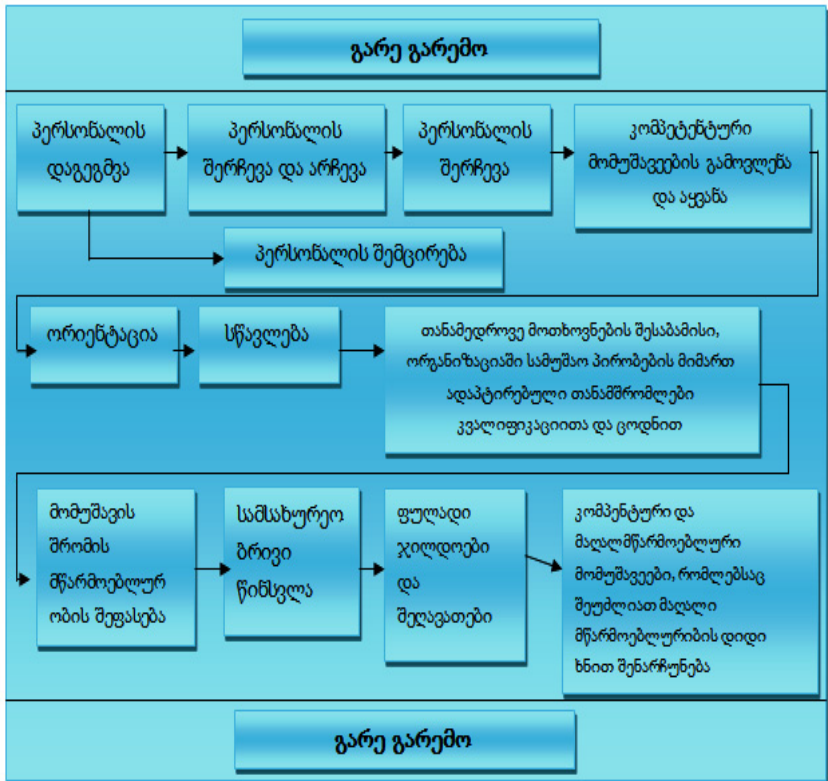 გარე გარემო
პერსონალის
დაგეგმვა
პერსონალის
შერჩევა და არჩევა
პერსონალის
შერჩევა
კომპეტენტური
მომუშავეების გამოვლენა
და აყვანა
პერსონალის შემცირება
ორიენტაცია
სწავლება
თანამედროვე მოთხოვნების შესაბამისი,
ორგანიზაციაში სამუშაო პირობების მიმართ
ადაპტირებული თანამშრომლები
კვალიფიკაციითა და ცოდნით
მომუშავის
შრომის
მწარმოებლურ
ობის შეფასება
სამსახურეო
ბრივი
წინსვლა
ფულადი
ჯილდოები
და
შეღავათები
კომპენტური და
მაღალმწარმოებლური
მომუშავეები, რომლებსაც
შეუძლიათ მაღალი
მწარმოებლურიბის დიდი
ხნით შენარჩუნება
გარე გარემო